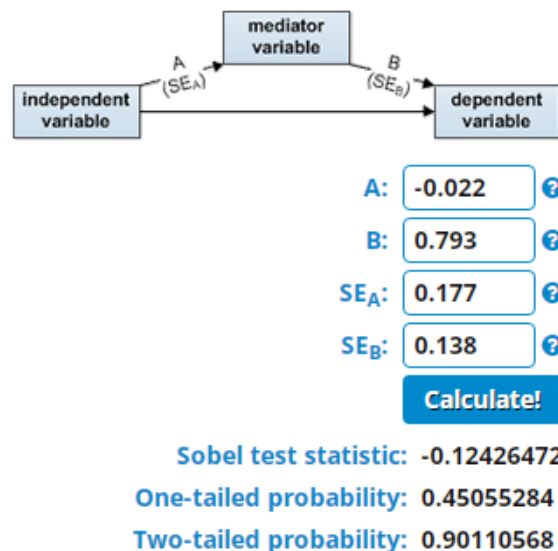 mediator
variable
A
(SEA)
B
(SEB)
independent
variable
dependent
variable
A: -0.022 ?
B: 0.793 ?
SEA: 0.177 ?
SEB: 0.138 ?
Calculate!
Sobel test statistic: -0.12426472
One-tailed probability: 0.45055284
Two-tailed probability: 0.90110568